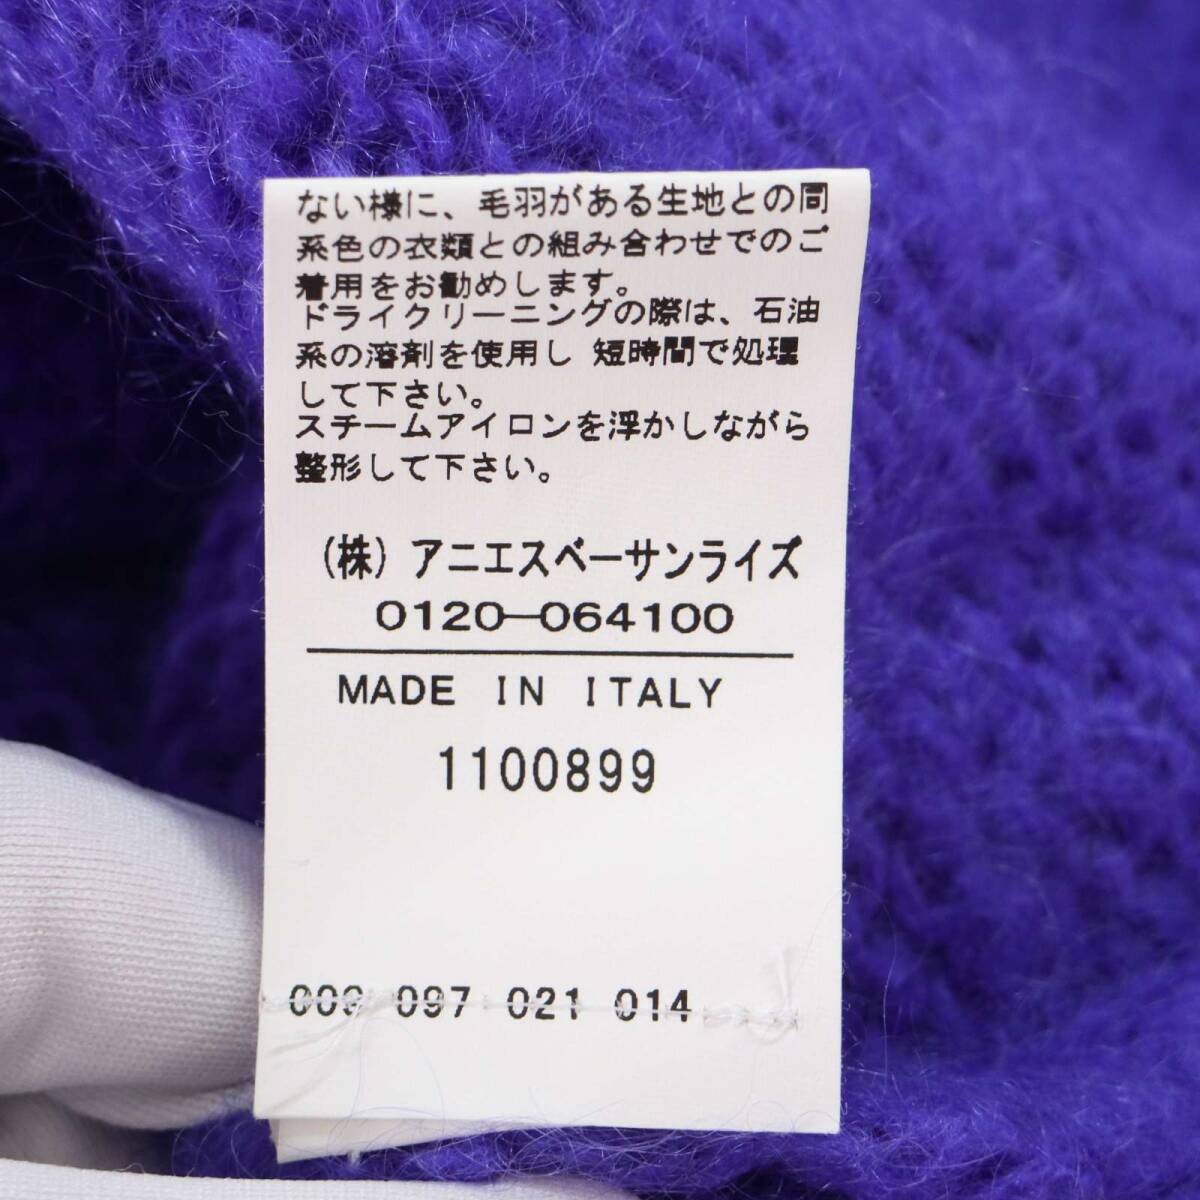 ない様に、毛羽がある生地との同
系色の衣類との組み合わせでのご
着用をお勧めします。
ドライクリーニングの際は、石油
系の溶剤を使用し 短時間で処理
して下さい。
スチームアイロンを浮かしながら
整形して下さい。
(株) アニエスベーサンライズ
0120-064100
MADE IN ITALY
1100899
009 097 021 014